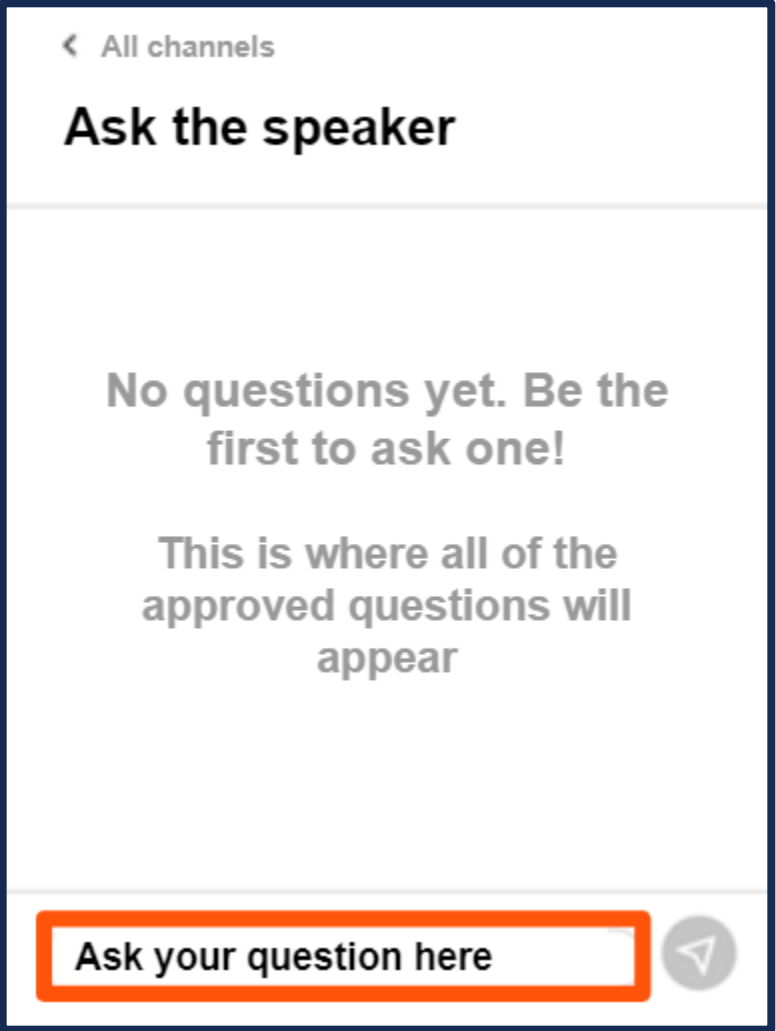 All channels
Ask the speaker
No questions yet. Be the
first to ask one!
This is where all of the
approved questions will
appear
Ask your question here